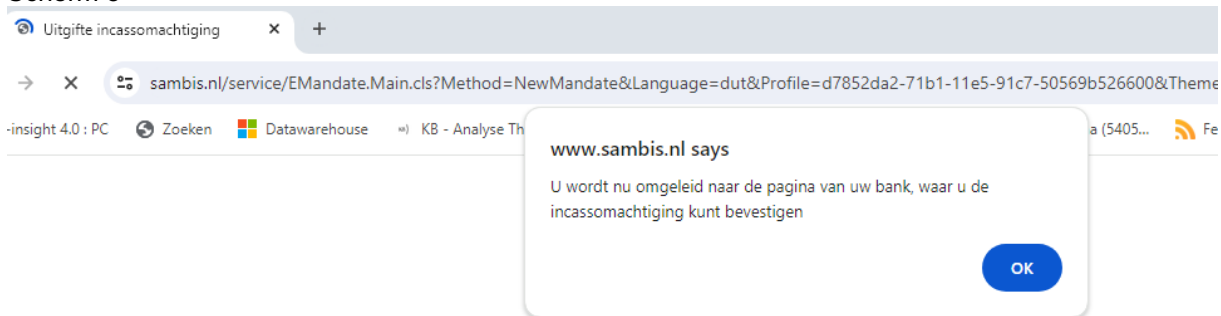 Uitgifte incassomachtiging
sambis.nl/service/EMandate.Main.cls?Method=NewMandate&Language=dut&Profile=d7852da2-71b1-11e5-91c7-50569b526600&Theme
-insight 4.0 : PC Zoeken Datawarehouse KB - Analyse Th a (5405... Fe
www.sambis.nl says
U wordt nu omgeleid naar de pagina van uw bank, waar u de
incassomachtiging kunt bevestigen
OK